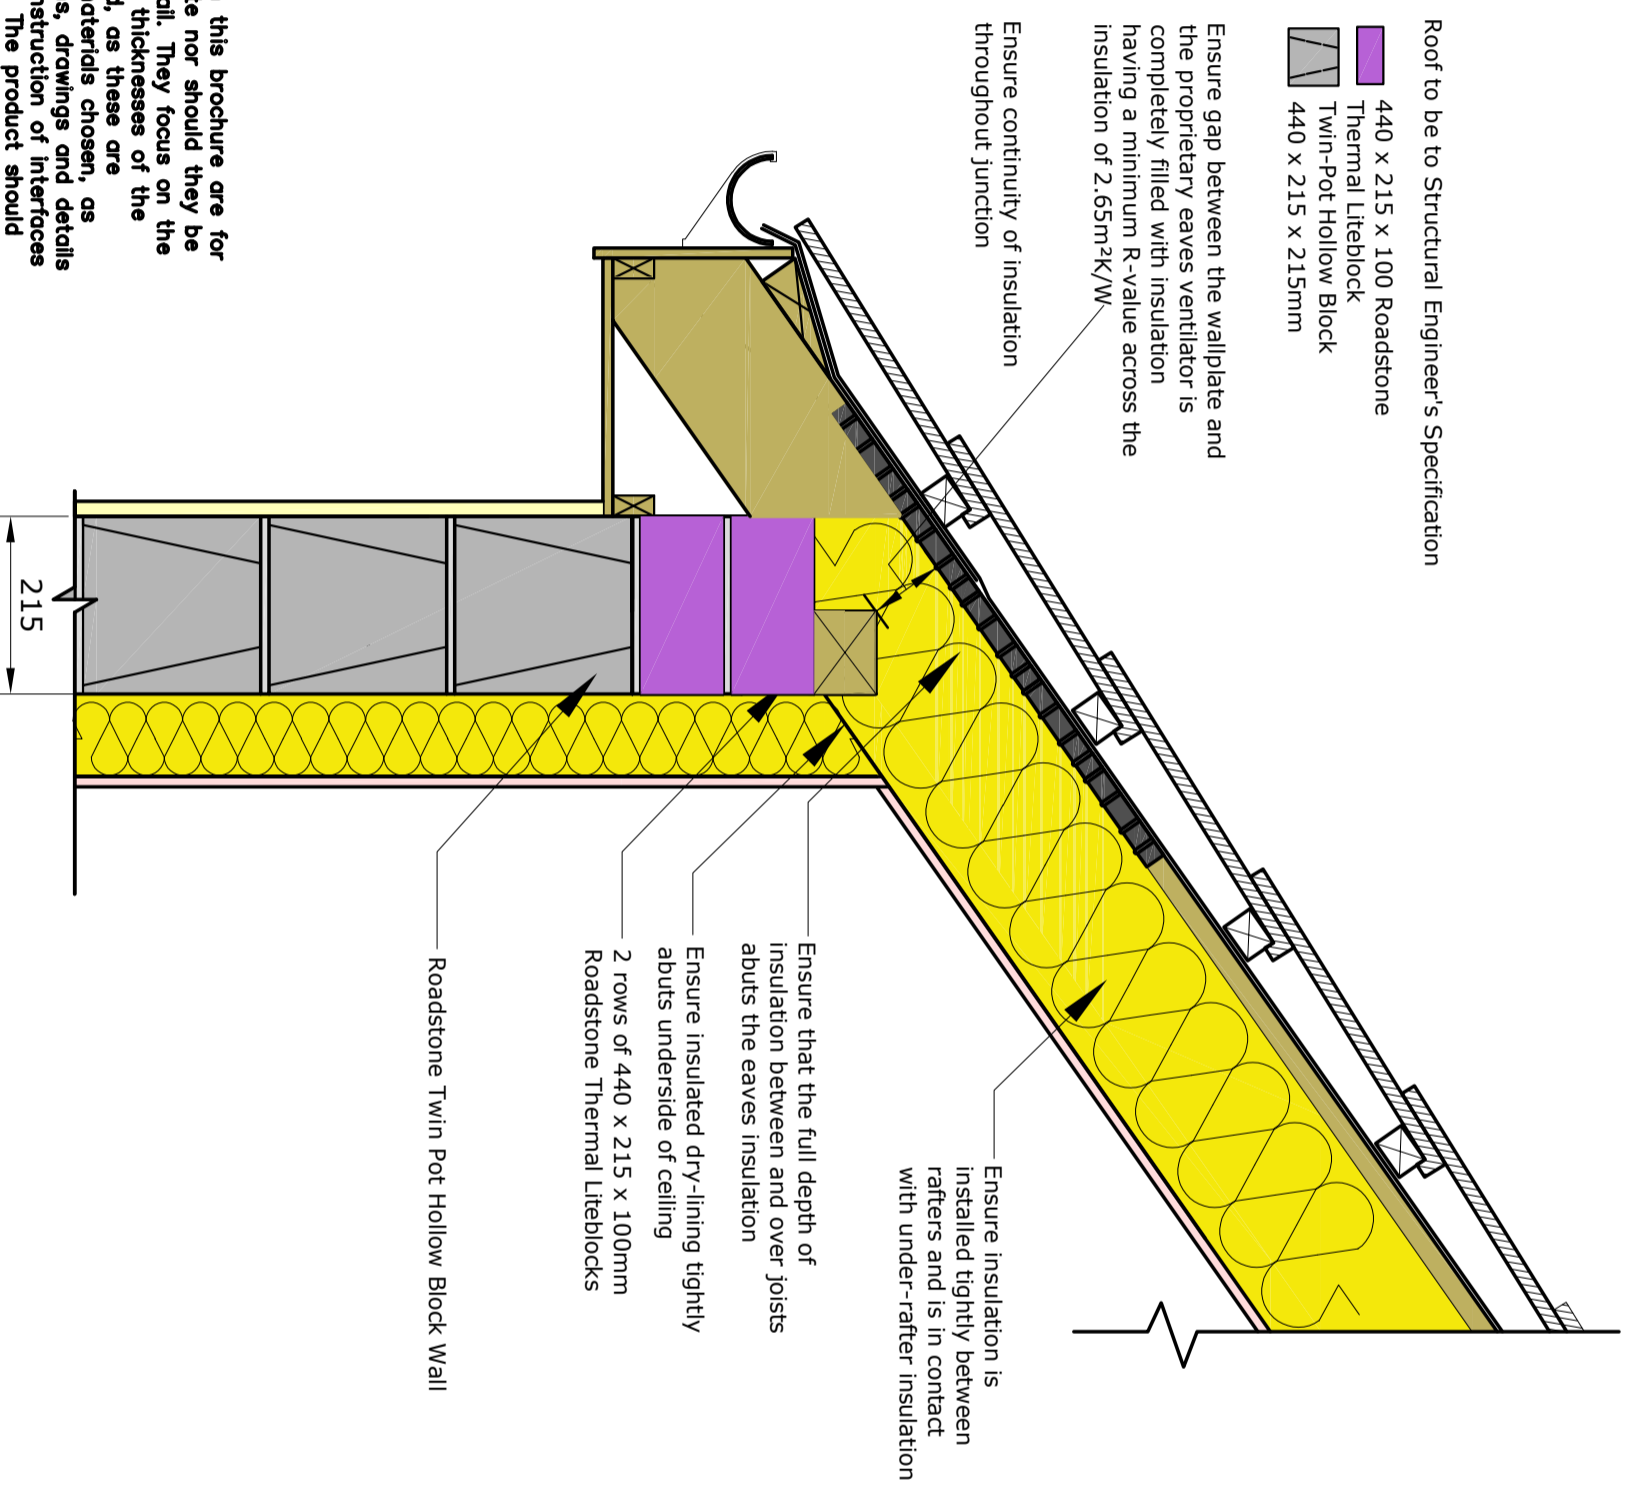 Roof to be to Structural Engineer's Specification
440 x 215 x 100 Roadstone
Thermal Liteblock
Twin-Pot Hollow Block
440 x 215 x 215mm
Ensure gap between the wallplate and
the proprietary eaves ventilator is
completely filled with insulation
having a minimum R-value across the
insulation of 2.65m²K/W
Ensure continuity of insulation
throughout junction
Ensure insulation is
installed tightly between
rafters and is in contact
with under-rafter insulation
Ensure that the full depth of
insulation between and over joists
abuts the eaves insulation
Ensure insulated dry-lining tightly
abuts underside of ceiling
2 rows of 440 x 215 x 100mm
Roadstone Thermal Liteblocks
Roadstone Twin Pot Hollow Block Wall
215
this brochure are for
nor should they be
They focus on the
thicknesses of the
as these are
chosen, as
drawings and details
of interfaces
The product should